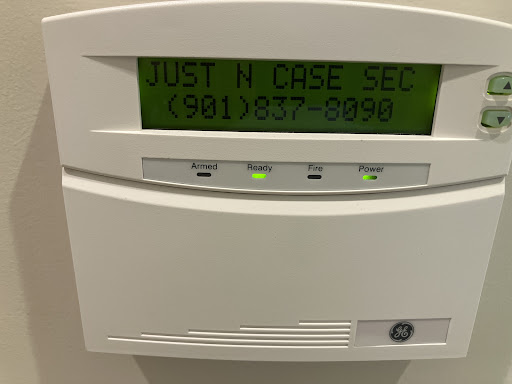 JUST N CASE SEC
(901)837-8090
Armed Ready Fire Power
GE